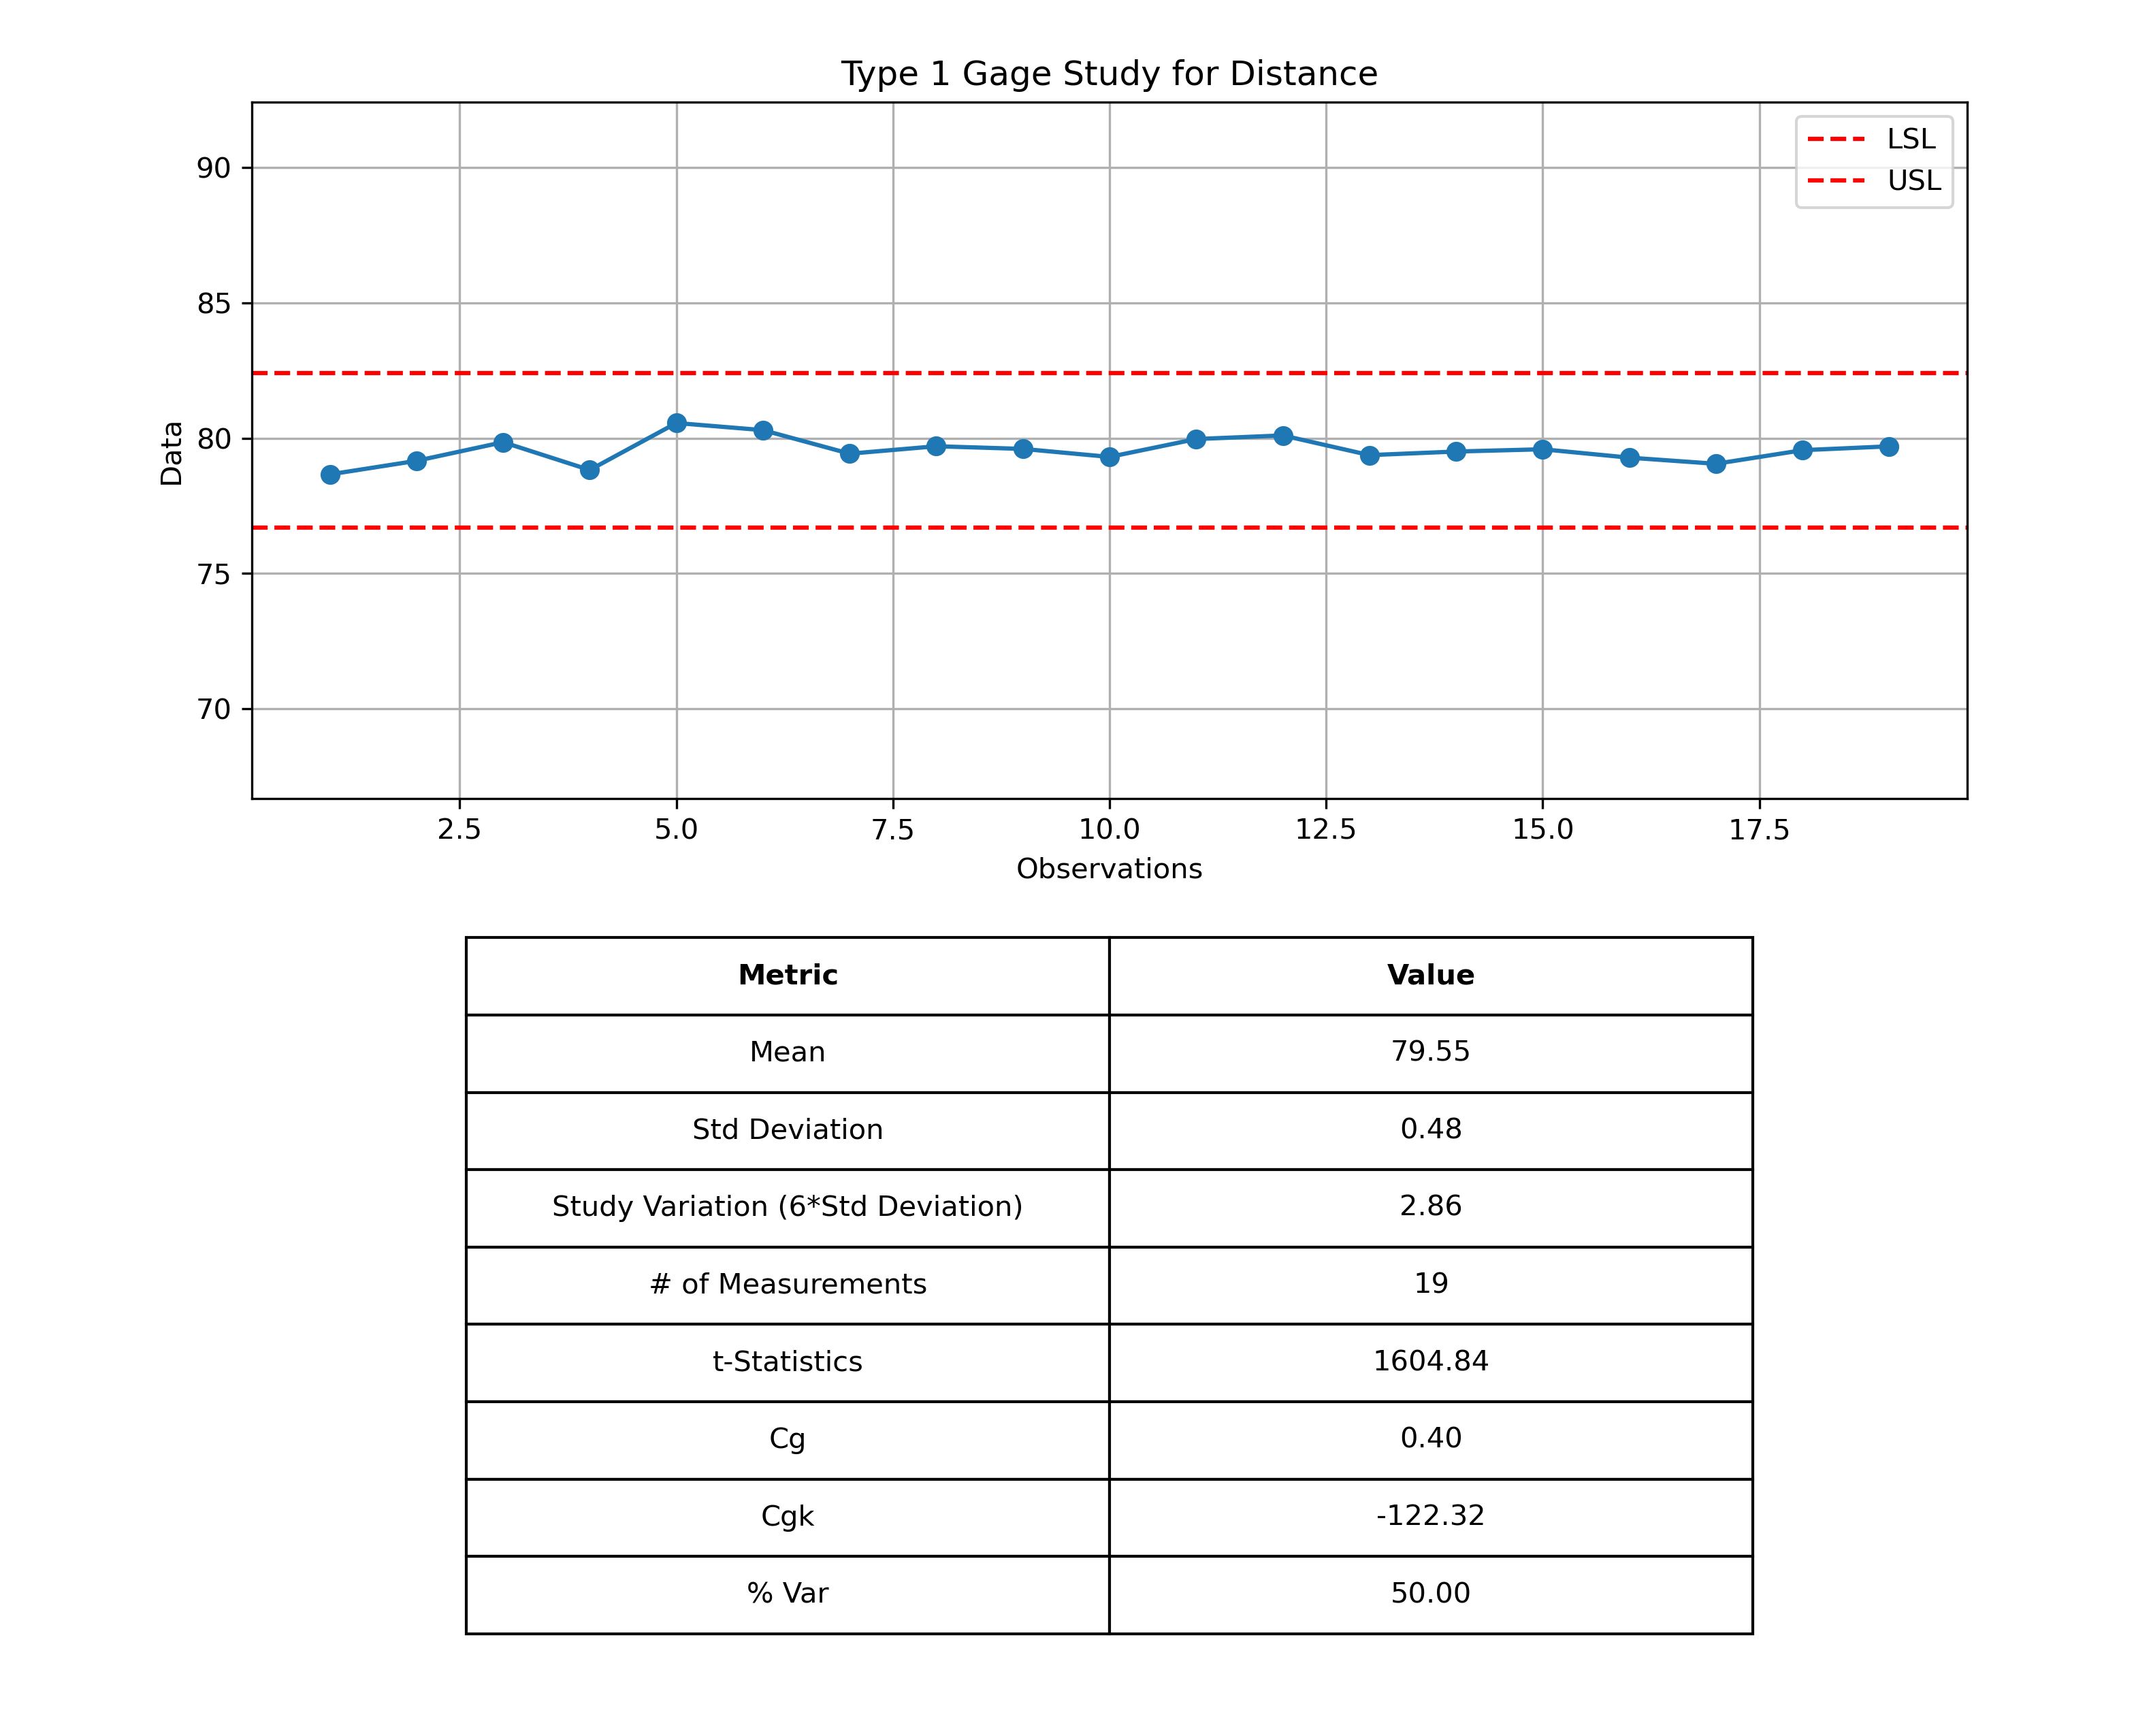 Type 1 Gage Study for Distance
LSL
USL
90
85
80
75
70
Data
2.5 5.0 7.5 10.0 12.5 15.0 17.5
Observations
Metric Value
Mean 79.55
Std Deviation 0.48
Study Variation (6*Std Deviation) 2.86
# of Measurements 19
t-Statistics 1604.84
Cg 0.40
Cgk -122.32
% Var 50.00